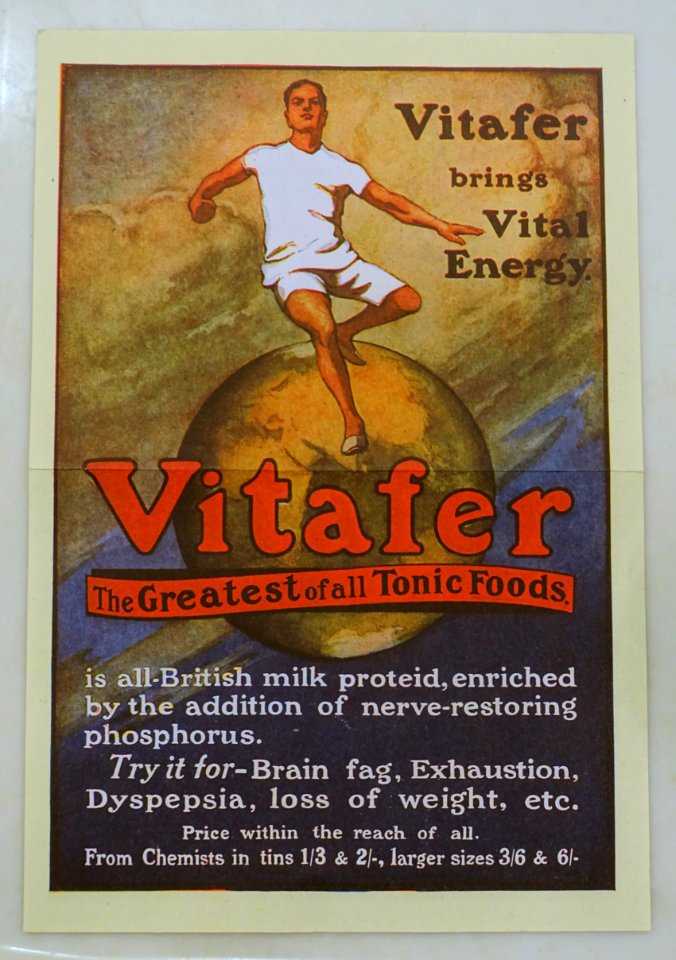 Vitafer
brings
Vital
Energy.
Vitafer
The Greatest of all Tonic Foods.
is all-British milk proteid, enriched
by the addition of nerve-restoring
phosphorus.
Try it for-Brain fag, Exhaustion,
Dyspepsia, loss of weight, etc.
Price within the reach of all.
From Chemists in tins 1/3 & 2/-, larger sizes 3/6 & 6/-